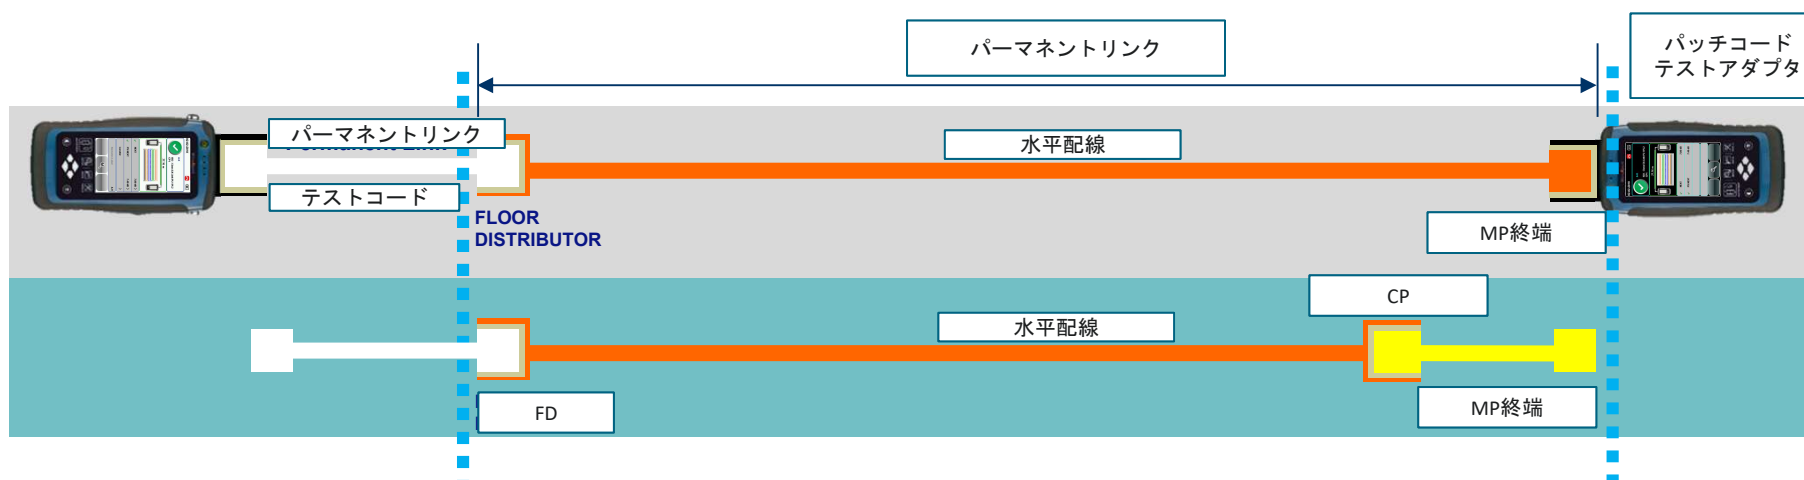 パーマネントリンク
パッチコード
テストアダプタ
パーマネントリンク
水平配線
テストコード
FLOOR
DISTRIBUTOR
MP終端
CP
水平配線
FD
MP終端